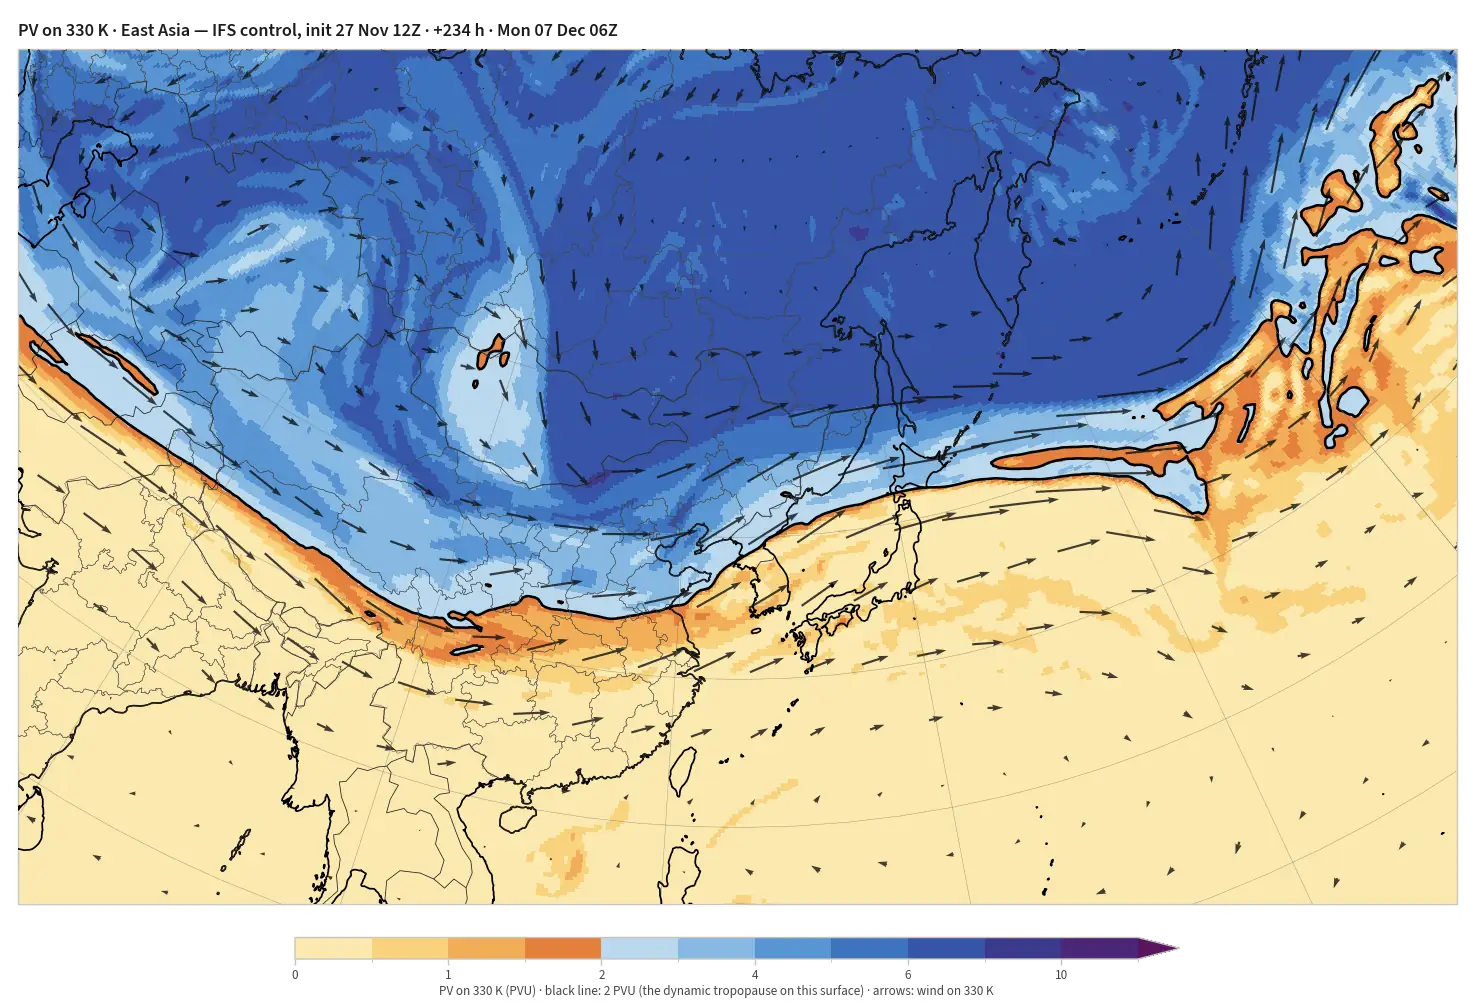 PV on 330 K · East Asia — IFS control, init 27 Nov 12Z · +234 h · Mon 07 Dec 06Z
0 1 2 4 6 10
PV on 330 K (PVU) · black line: 2 PVU (the dynamic tropopause on this surface) · arrows: wind on 330 K